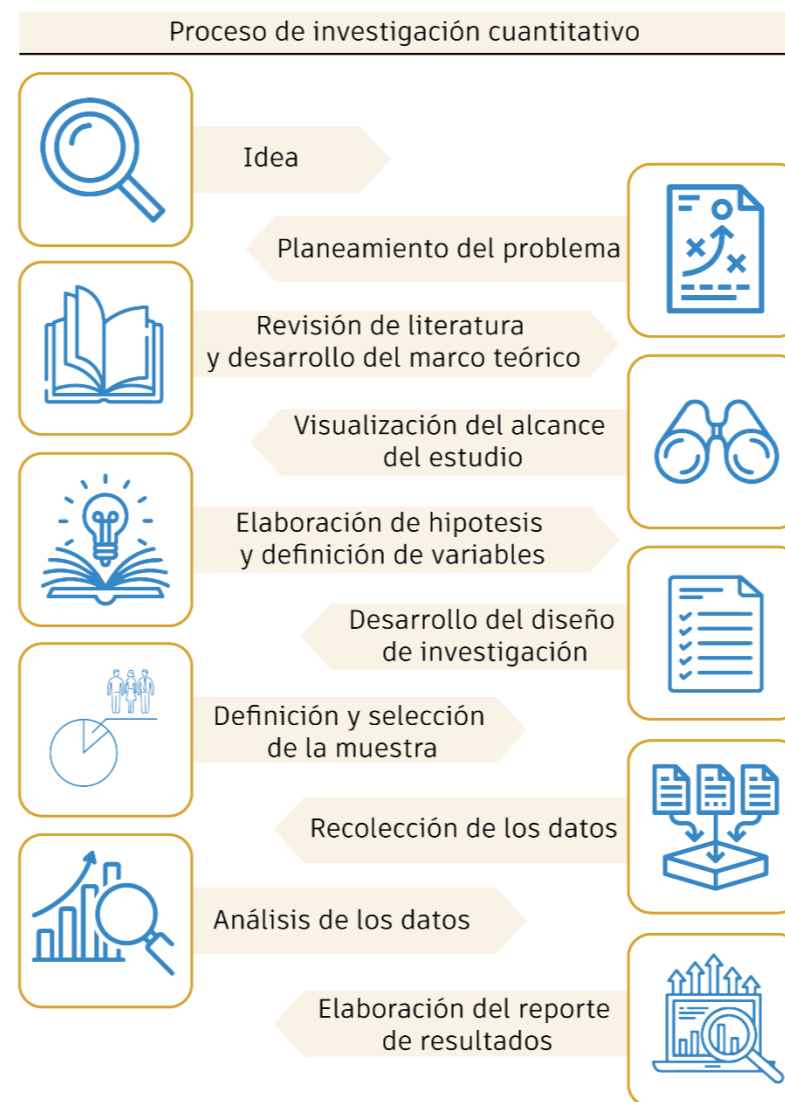 Proceso de investigación cuantitativo
Idea
Planeamiento del problema
Revisión de literatura
y desarrollo del marco teórico
Visualización del alcance
del estudio
Elaboración de hipotesis
y definición de variables
Desarrollo del diseño
de investigación
Definición y selección
de la muestra
Recolección de los datos
Análisis de los datos
Elaboración del reporte
de resultados